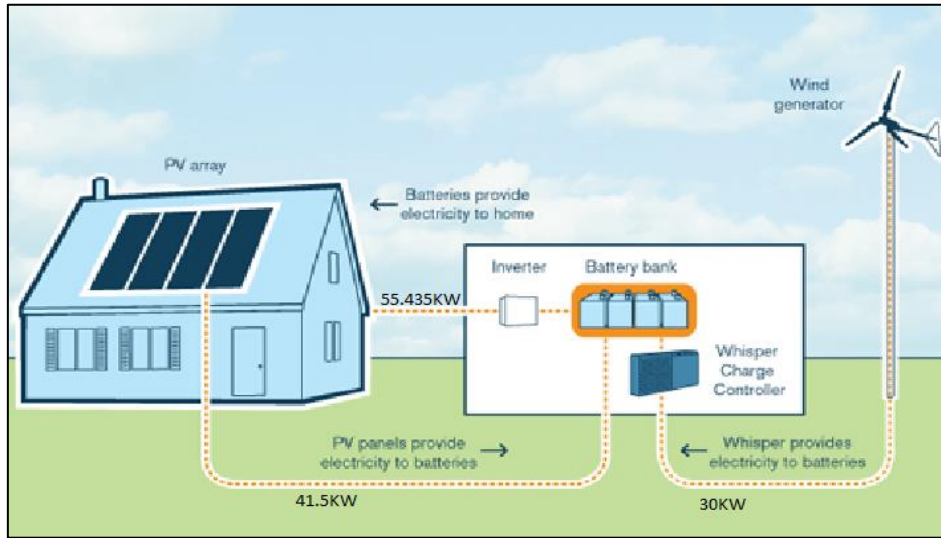 Wind
generator
PV array
Batteries provide
electricity to home
Inverter
Battery bank
55.435KW
Whisper
Charge
Controller
PV panels provide
electricity to batteries
Whisper provides
electricity to batteries
41.5KW
30KW